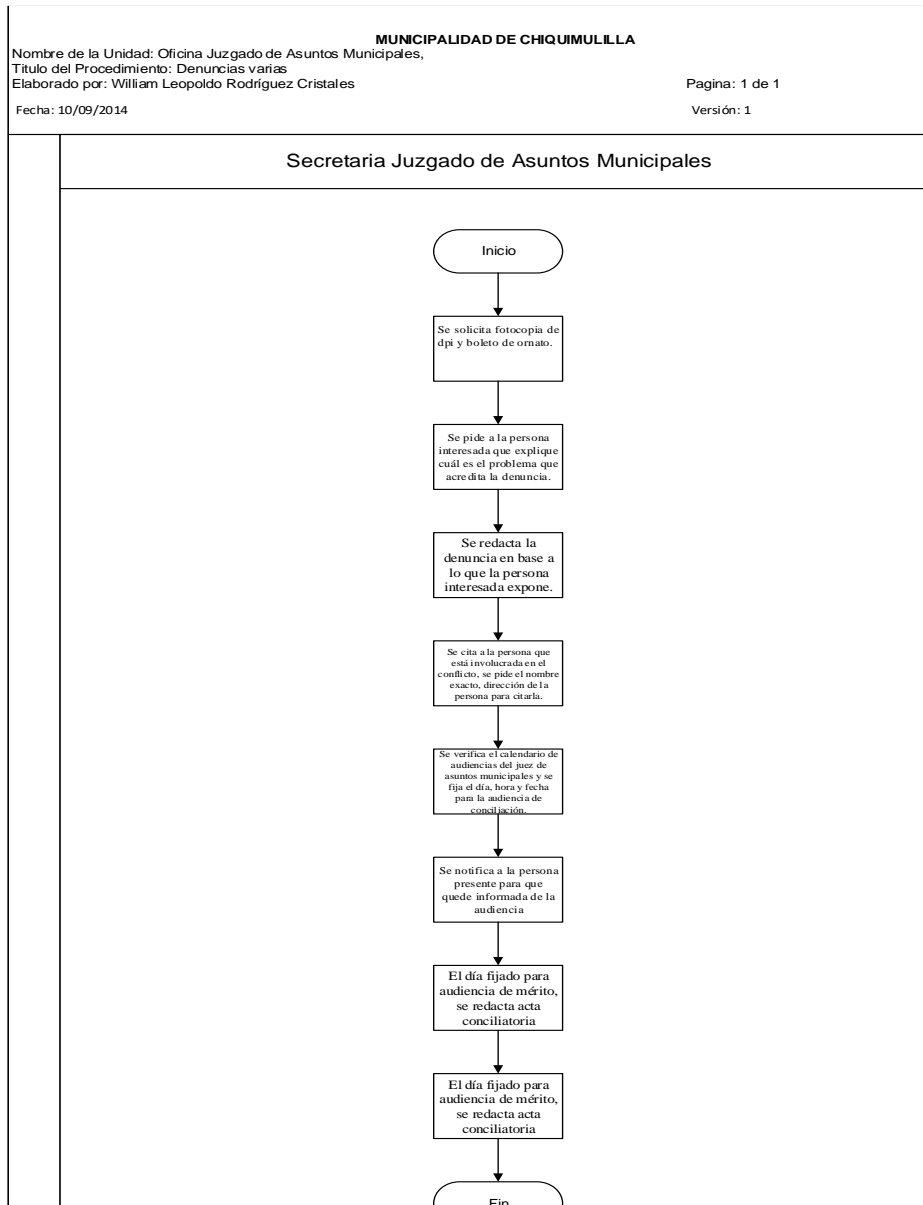 MUNICIPALIDAD DE CHIQUIMULILLA
Nombre de la Unidad: Oficina Juzgado de Asuntos Municipales,
Titulo del Procedimiento: Denuncias varias
Elaborado por: William Leopoldo Rodríguez Cristales
Pagina: 1 de 1
Fecha: 10/09/2014
Versión: 1
Secretaria Juzgado de Asuntos Municipales
Inicio
Se solicita fotocopia de
dpi y boleto de ornato.
Se pide a la persona
interesada que explique
cuál es el problema que
acredita la denuncia.
Se redacta la
denuncia en base a
lo que la persona
interesada expone.
Se cita a la persona que
está involucrada en el
conflicto, se pide el nombre
exacto, dirección de la
persona para citarla.
Se verifica el calendario de
audiencias del juez de
asuntos municipales y se
fija el día, hora y fecha
para la audiencia de
conciliación.
Se notifica a la persona
presente para que
quede informada de la
audiencia
El día fijado para
audiencia de mérito,
se redacta acta
conciliatoria
El día fijado para
audiencia de mérito,
se redacta acta
conciliatoria
Fin